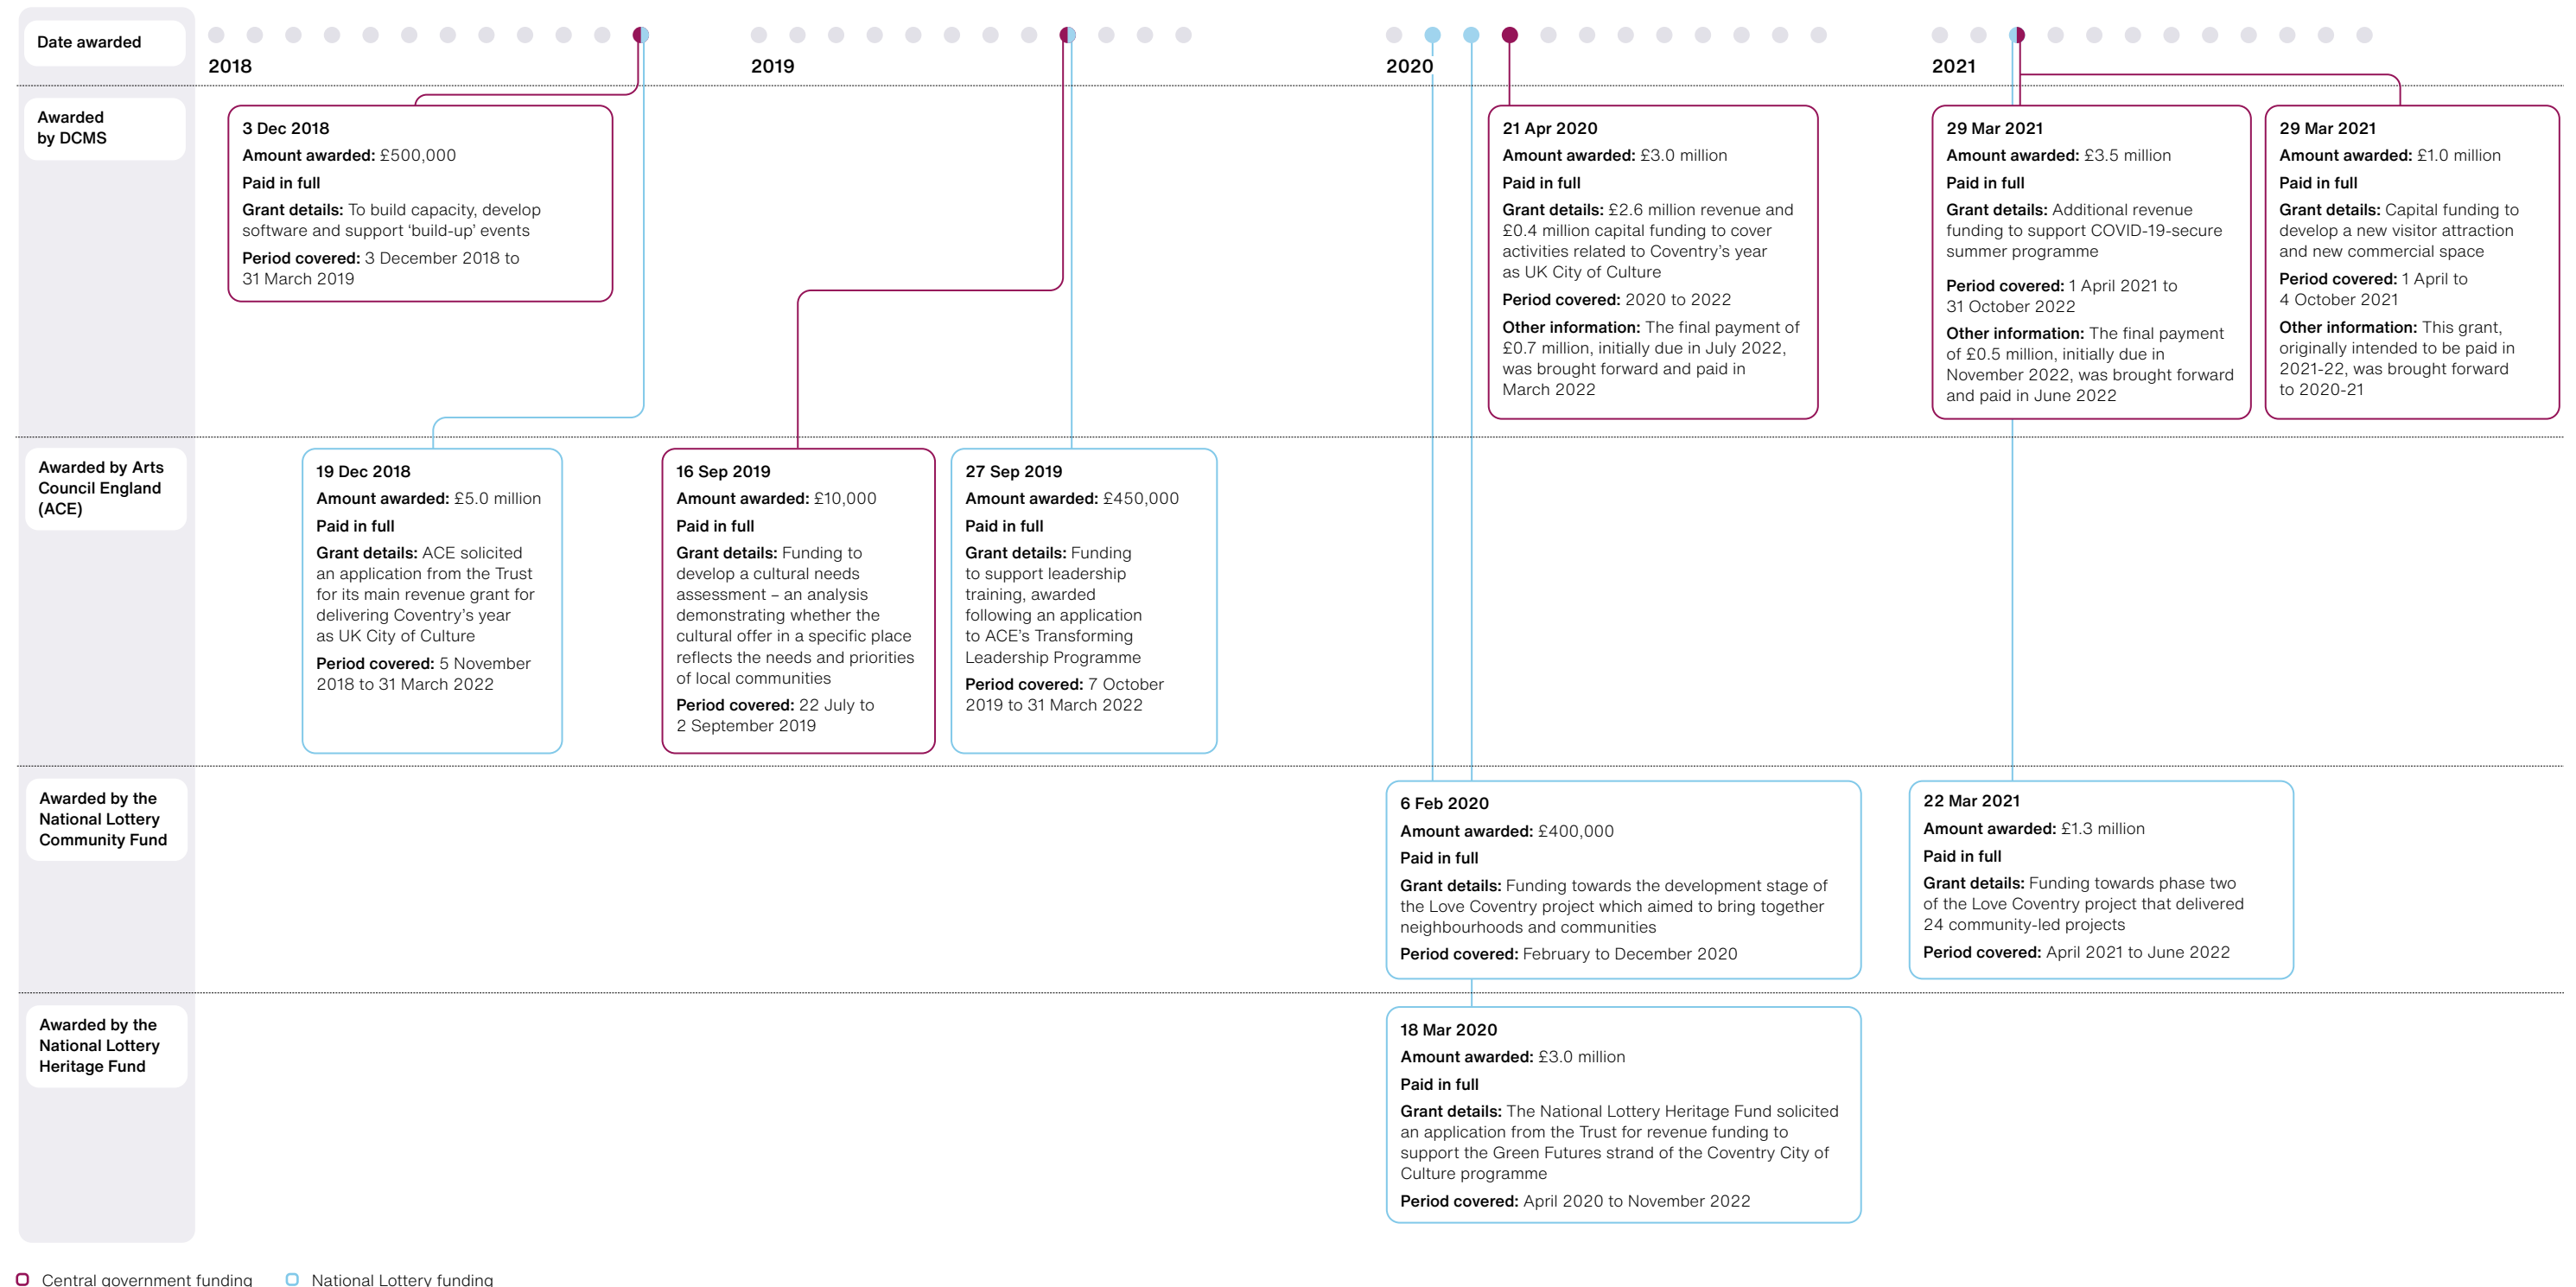 Date awarded
2018
2019
2020
2021
Awarded
by DCMS
3 Dec 2018
Amount awarded: £500,000
Paid in full
Grant details: To build capacity, develop
software and support ‘build-up’ events
Period covered: 3 December 2018 to
31 March 2019
21 Apr 2020
Amount awarded: £3.0 million
Paid in full
Grant details: £2.6 million revenue and
£0.4 million capital funding to cover
activities related to Coventry’s year
as UK City of Culture
Period covered: 2020 to 2022
Other information: The final payment of
£0.7 million, initially due in July 2022,
was brought forward and paid in
March 2022
29 Mar 2021
Amount awarded: £3.5 million
Paid in full
Grant details: Additional revenue
funding to support COVID-19-secure
summer programme
Period covered: 1 April 2021 to
31 October 2022
Other information: The final payment
of £0.5 million, initially due in
November 2022, was brought forward
and paid in June 2022
29 Mar 2021
Amount awarded: £1.0 million
Paid in full
Grant details: Capital funding to
develop a new visitor attraction
and new commercial space
Period covered: 1 April to
4 October 2021
Other information: This grant,
originally intended to be paid in
2021-22, was brought forward
to 2020-21
Awarded by Arts
Council England
(ACE)
19 Dec 2018
Amount awarded: £5.0 million
Paid in full
Grant details: ACE solicited
an application from the Trust
for its main revenue grant for
delivering Coventry’s year
as UK City of Culture
Period covered: 5 November
2018 to 31 March 2022
16 Sep 2019
Amount awarded: £10,000
Paid in full
Grant details: Funding to
develop a cultural needs
assessment – an analysis
demonstrating whether the
cultural offer in a specific place
reflects the needs and priorities
of local communities
Period covered: 22 July to
2 September 2019
27 Sep 2019
Amount awarded: £450,000
Paid in full
Grant details: Funding
to support leadership
training, awarded
following an application
to ACE’s Transforming
Leadership Programme
Period covered: 7 October
2019 to 31 March 2022
Awarded by the
National Lottery
Community Fund
6 Feb 2020
Amount awarded: £400,000
Paid in full
Grant details: Funding towards the development stage of
the Love Coventry project which aimed to bring together
neighbourhoods and communities
Period covered: February to December 2020
22 Mar 2021
Amount awarded: £1.3 million
Paid in full
Grant details: Funding towards phase two
of the Love Coventry project that delivered
24 community-led projects
Period covered: April 2021 to June 2022
Awarded by the
National Lottery
Heritage Fund
18 Mar 2020
Amount awarded: £3.0 million
Paid in full
Grant details: The National Lottery Heritage Fund solicited
an application from the Trust for revenue funding to
support the Green Futures strand of the Coventry City of
Culture programme
Period covered: April 2020 to November 2022
Central government funding
National Lottery funding